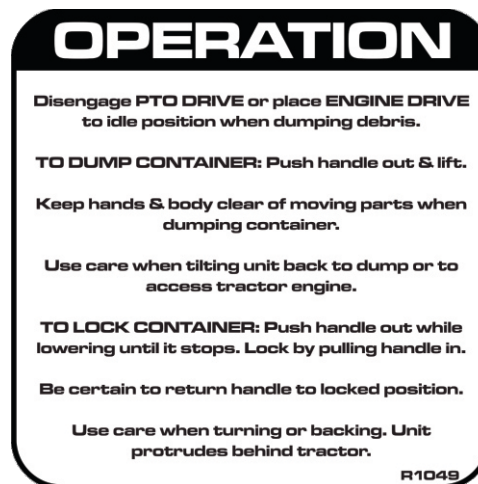 OPERATION
Disengage PTO DRIVE or place ENGINE DRIVE
to idle position when dumping debris.
TO DUMP CONTAINER: Push handle out & lift.
Keep hands & body clear of moving parts when
dumping container.
Use care when tilting unit back to dump or to
access tractor engine.
TO LOCK CONTAINER: Push handle out while
lowering until it stops. Lock by pulling handle in.
Be certain to return handle to locked position.
Use care when turning or backing. Unit
protrudes behind tractor.
R1049